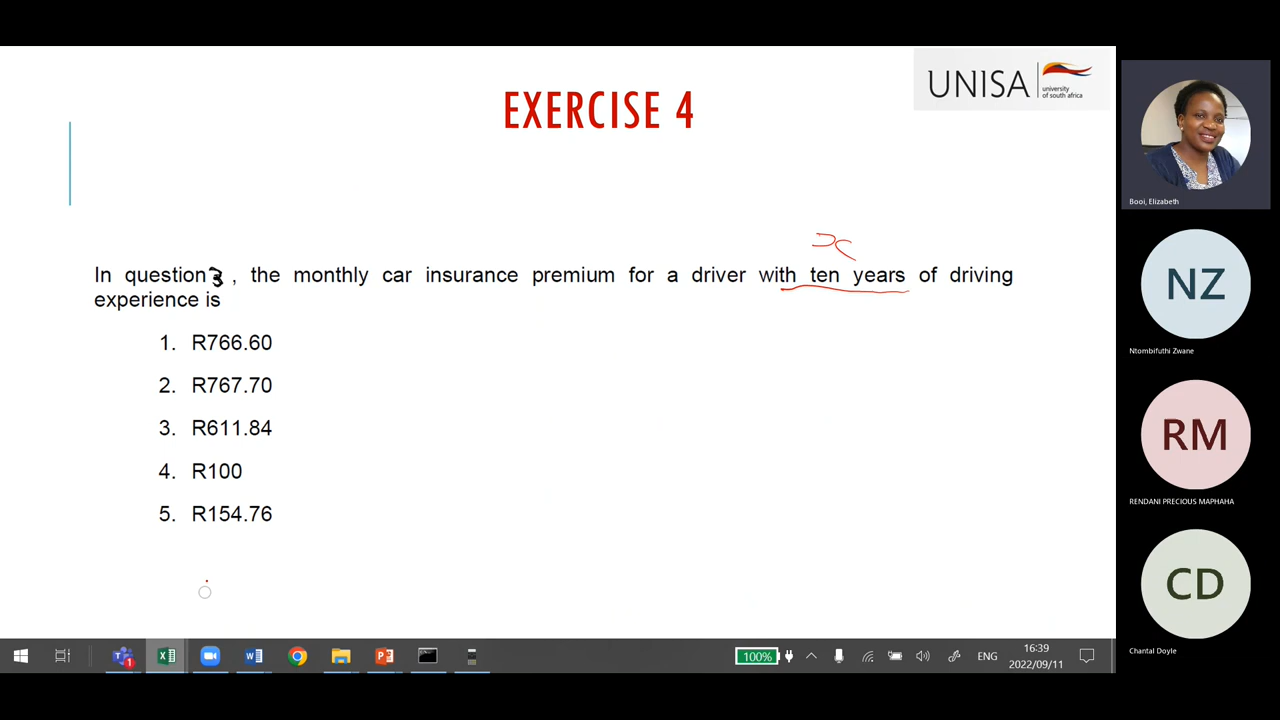 EXERCISE 4
UNISA
university
of south africa
x
In question 3 , the monthly car insurance premium for a driver with ten years of driving
experience is
1. R766.60
2. R767.70
3. R611.84
4. R100
5. R154.76
Booi, Elizabeth
NZ
Ntombifuthi Zwane
RM
RENDANI PRECIOUS MAPHAHA
CD
Chantal Doyle
100%
ENG
16:39
2022/09/11
1